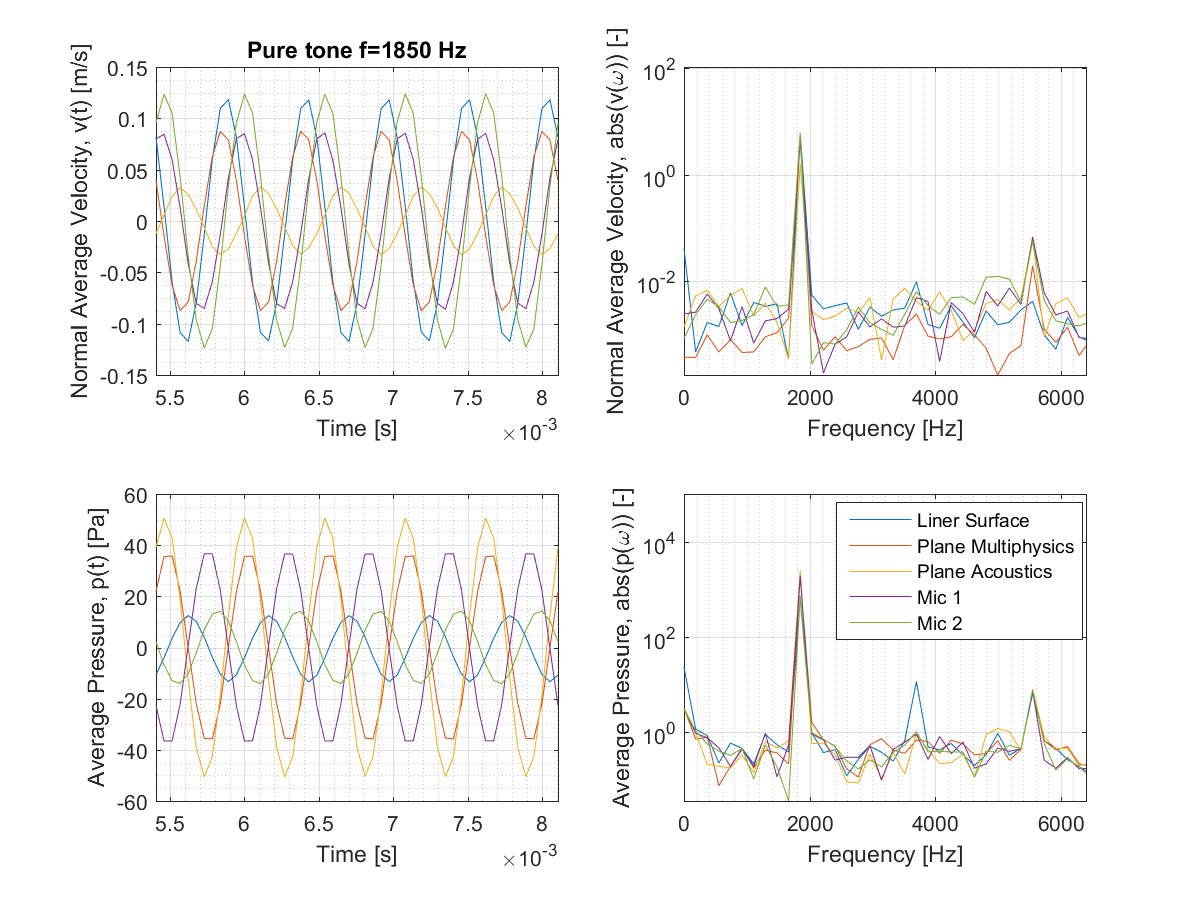 Pure tone f=1850 Hz
Normal Average Velocity, v(t) [m/s]
0.15
0.1
0.05
0
-0.05
-0.1
-0.15
5.5 6 6.5 7 7.5 8
Time [s]
×10⁻³
Normal Average Velocity, abs(v(ω)) [-]
10²
10⁰
10⁻²
0 2000 4000 6000
Frequency [Hz]
Average Pressure, p(t) [Pa]
60
40
20
0
-20
-40
-60
5.5 6 6.5 7 7.5 8
Time [s]
×10⁻³
Average Pressure, abs(p(ω)) [-]
10⁴
10²
10⁰
0 2000 4000 6000
Frequency [Hz]
Liner Surface
Plane Multiphysics
Plane Acoustics
Mic 1
Mic 2